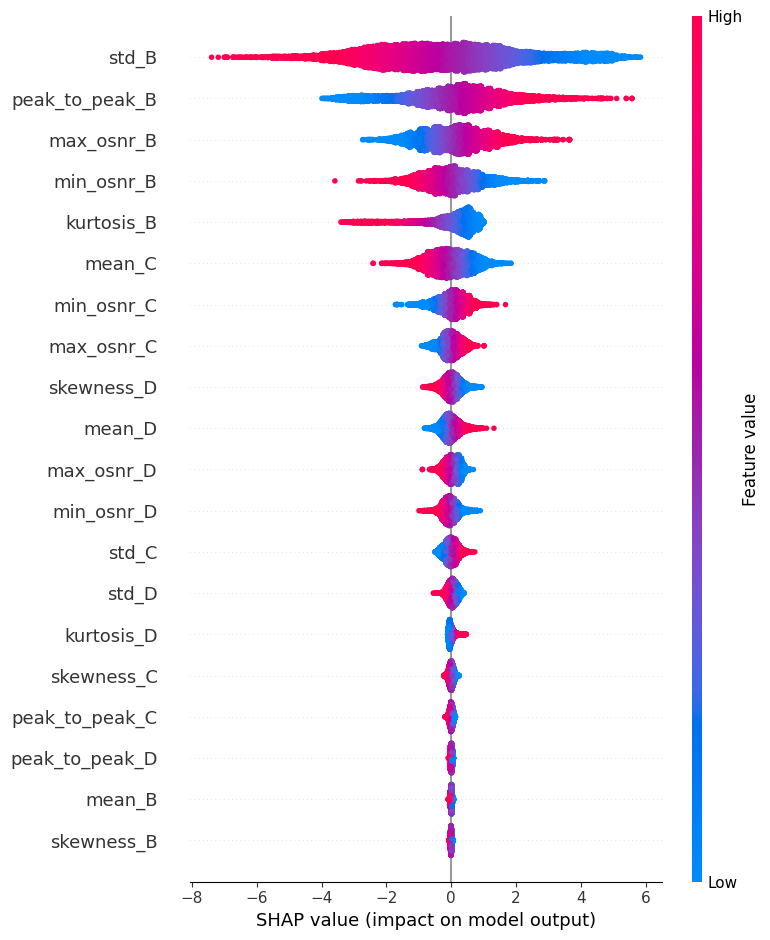 High
std_B
peak_to_peak_B
max_osnr_B
min_osnr_B
kurtosis_B
mean_C
min_osnr_C
max_osnr_C
skewness_D
mean_D
max_osnr_D
min_osnr_D
std_C
std_D
kurtosis_D
skewness_C
peak_to_peak_C
peak_to_peak_D
mean_B
skewness_B
Feature value
Low
−8 −6 −4 −2 0 2 4 6
SHAP value (impact on model output)